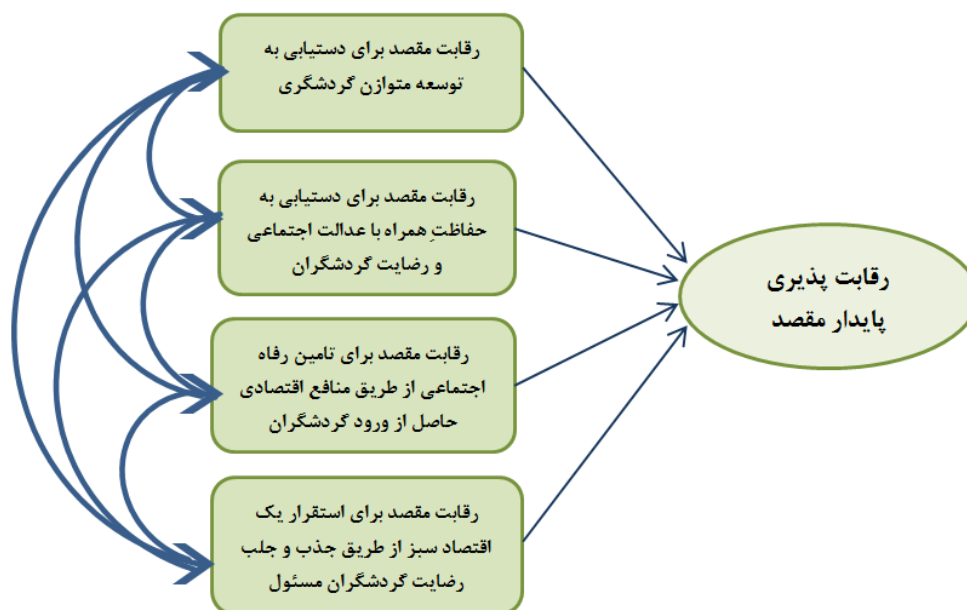 رقابت مقصد برای دستیابی به
توسعه متوازن گردشگری
رقابت مقصد برای دستیابی به
حفاظتِ همراه با عدالت اجتماعی
و رضایت گردشگران
رقابت مقصد برای تامین رفاه
اجتماعی از طریق منافع اقتصادی
حاصل از ورود گردشگران
رقابت مقصد برای استقرار یک
اقتصاد سبز از طریق جذب و جلب
رضایت گردشگران مسئول
رقابت پذیری
پایدار مقصد